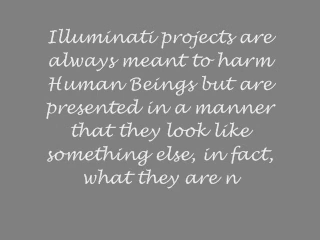 Illuminati projects are
always meant to harm
Human Beings but are
presented in a manner
that they look like
something else, in fact,
what they are n